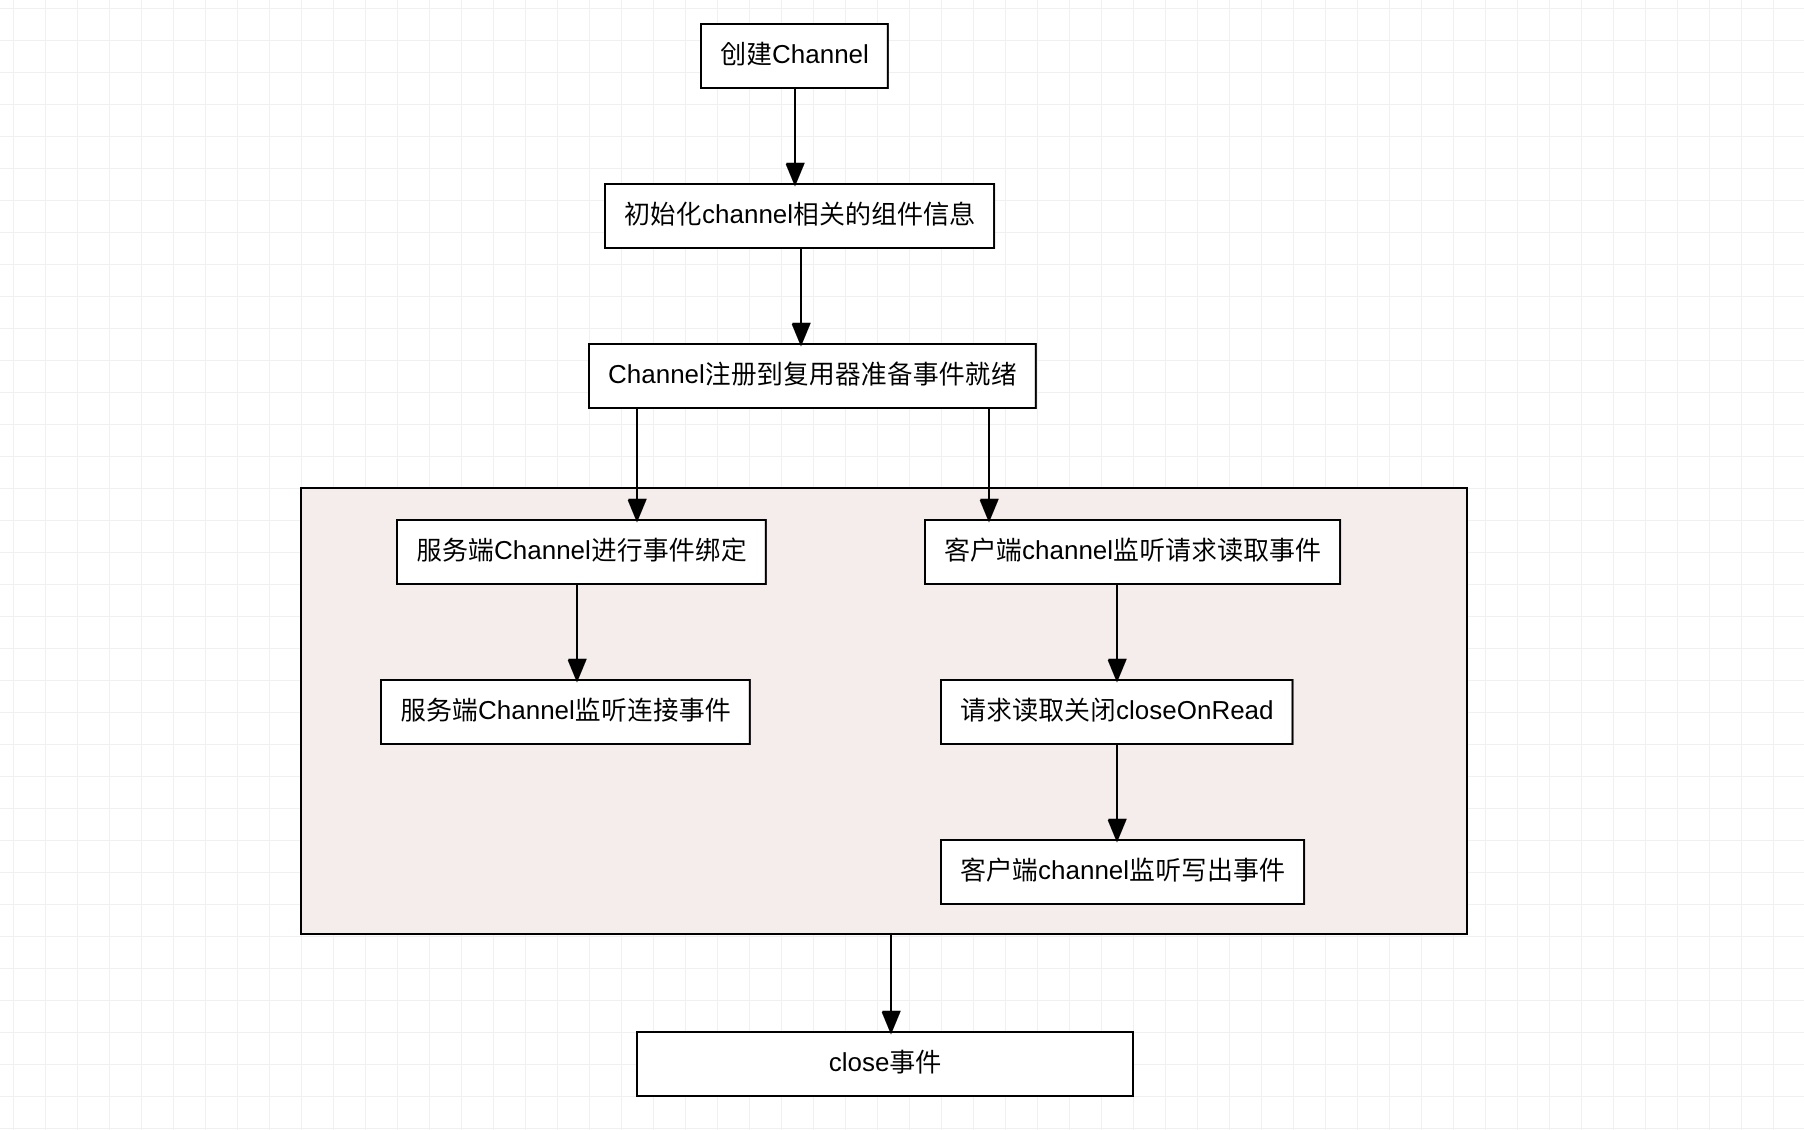 创建Channel
初始化channel相关的组件信息
Channel注册到复用器准备事件就绪
服务端Channel进行事件绑定
客户端channel监听请求读取事件
服务端Channel监听连接事件
请求读取关闭closeOnRead
客户端channel监听写出事件
close事件